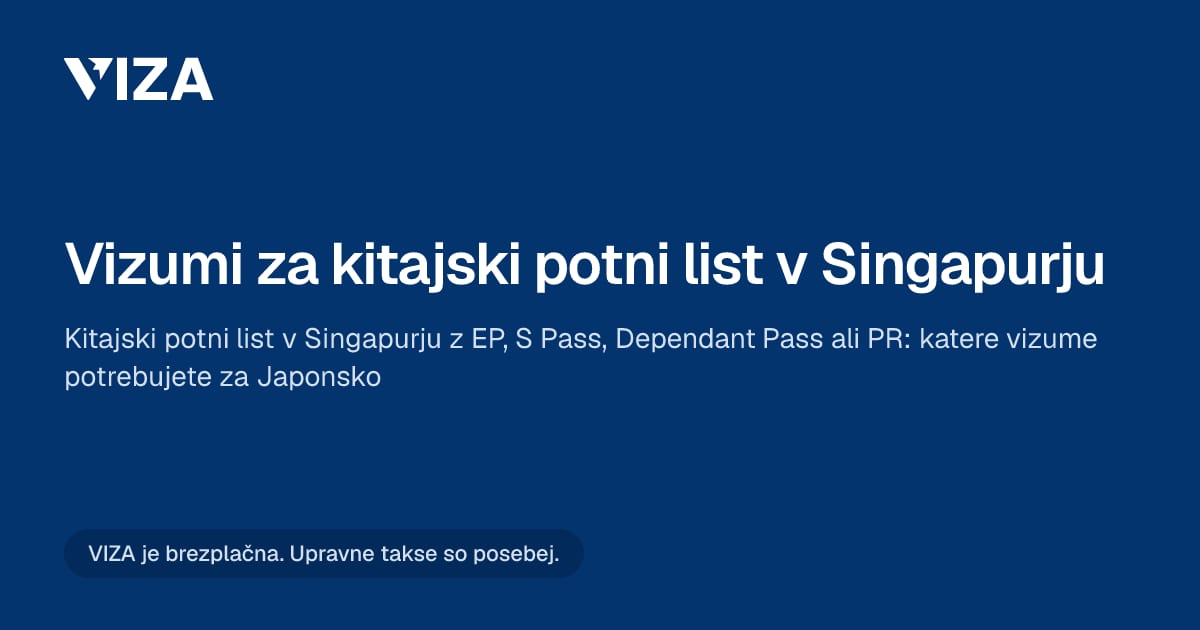 VIZA
Vizumi za kitajski potni list v Singapurju
Kitajski potni list v Singapurju z EP, S Pass, Dependant Pass ali PR: katere vizume
potrebujete za Japonsko
VIZA je brezplačna. Upravne takse so posebej.